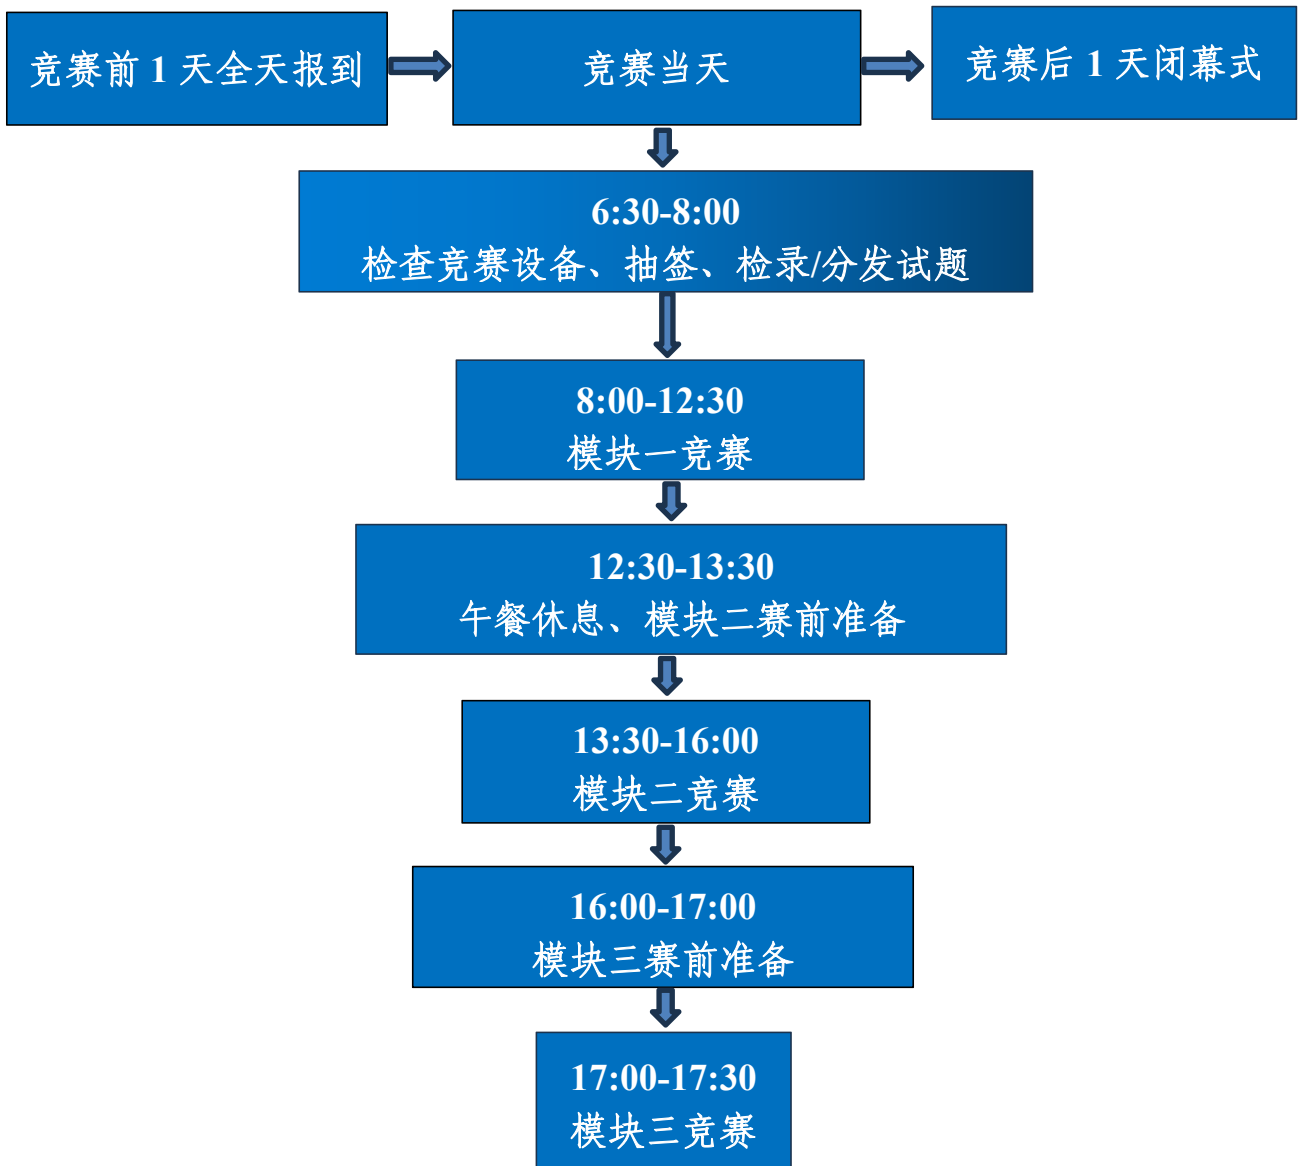 竞赛前 1 天全天报到
竞赛当天
竞赛后 1 天闭幕式
6:30-8:00
检查竞赛设备、抽签、检录/分发试题
8:00-12:30
模块一竞赛
12:30-13:30
午餐休息、模块二赛前准备
13:30-16:00
模块二竞赛
16:00-17:00
模块三赛前准备
17:00-17:30
模块三竞赛